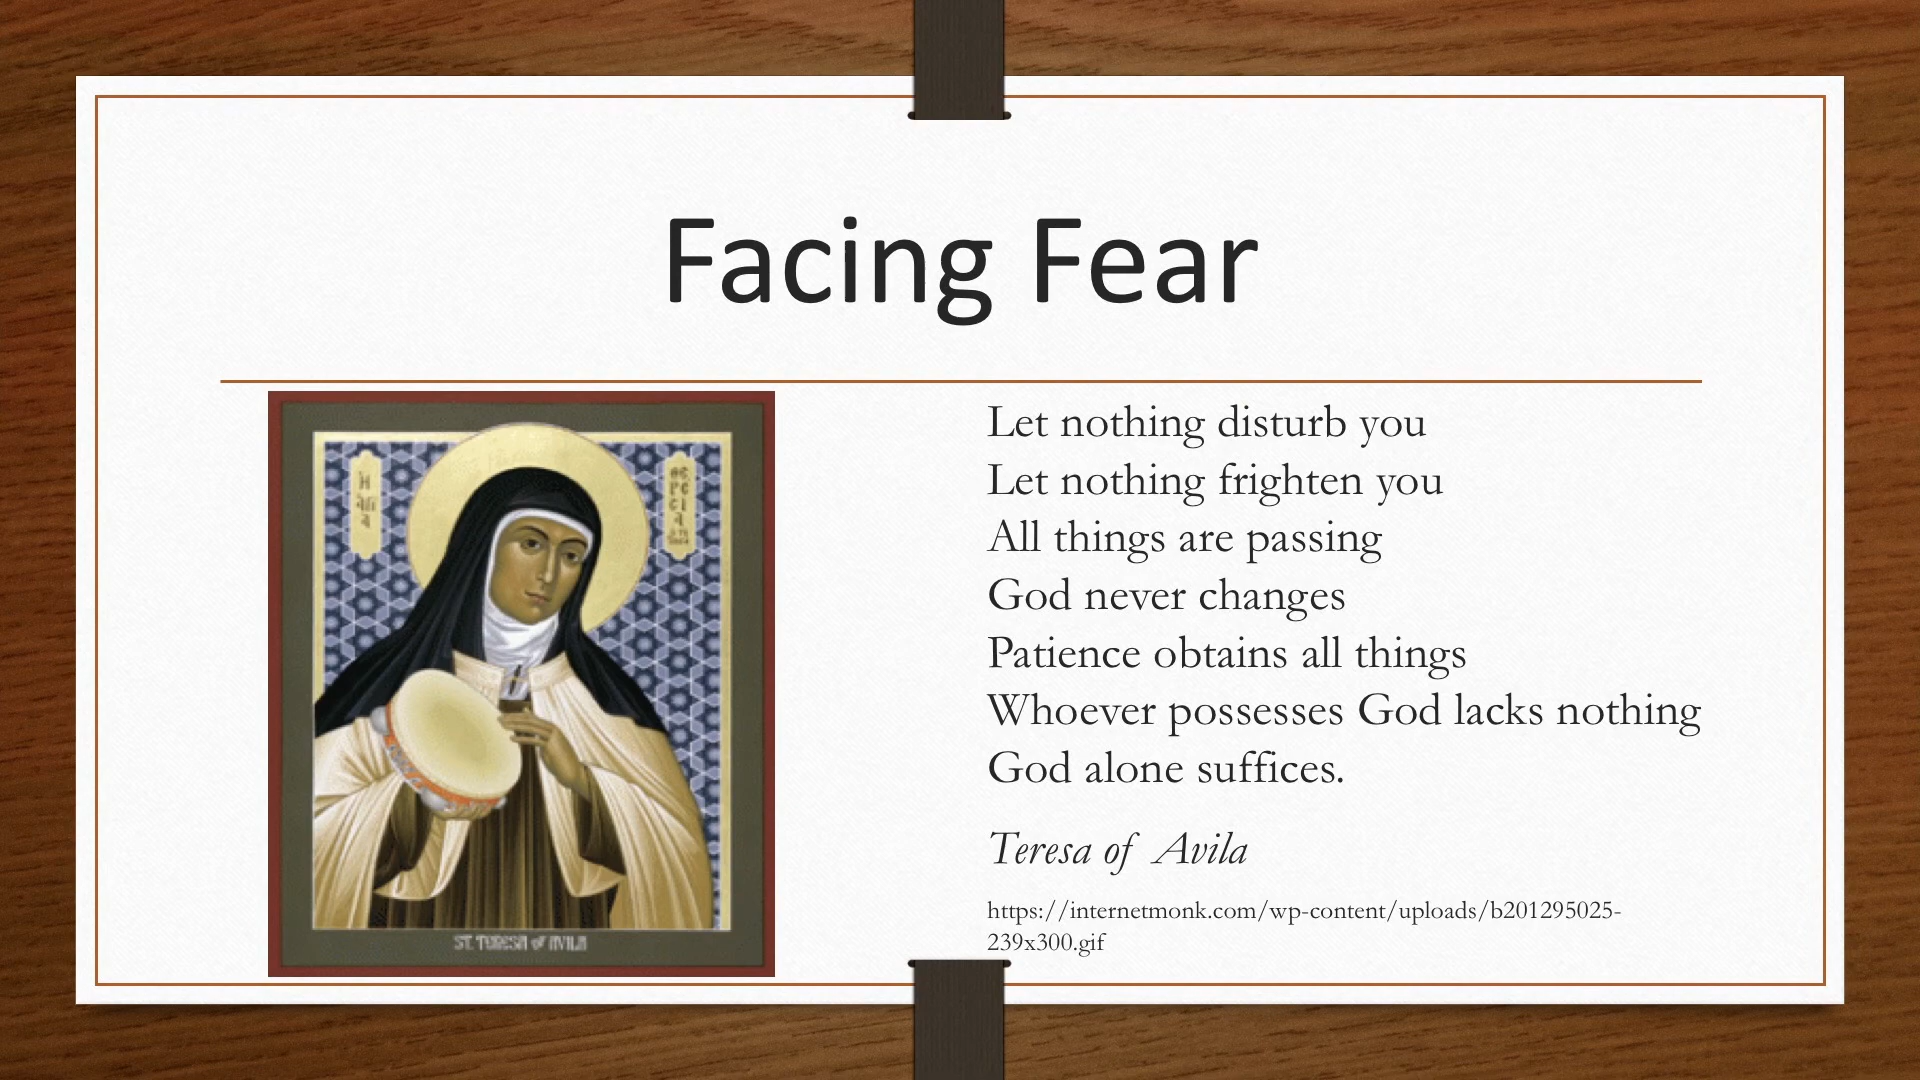 Facing Fear
Let nothing disturb you
Let nothing frighten you
All things are passing
God never changes
Patience obtains all things
Whoever possesses God lacks nothing
God alone suffices.
Teresa of Avila
https://internetmonk.com/wp-content/uploads/b201295025-
239x300.gif
ST. TERESA of AVILA